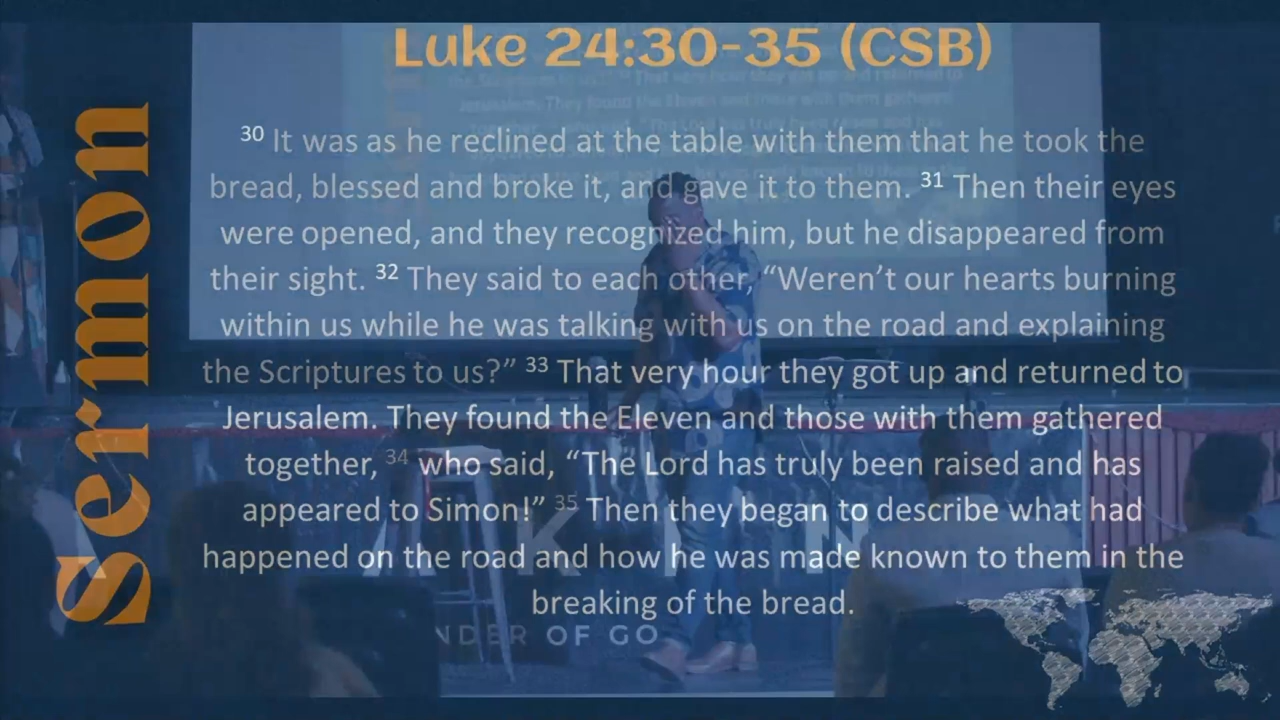 Luke 24:30-35 (CSB)
Sermon
30 It was as he reclined at the table with them that he took the
bread, blessed and broke it, and gave it to them. 31 Then their eyes
were opened, and they recognized him, but he disappeared from
their sight. 32 They said to each other, “Weren’t our hearts burning
within us while he was talking with us on the road and explaining
the Scriptures to us?” 33 That very hour they got up and returned to
Jerusalem. They found the Eleven and those with them gathered
together, 34 who said, “The Lord has truly been raised and has
appeared to Simon!” 35 Then they began to describe what had
happened on the road and how he was made known to them in the
breaking of the bread.
OF GO